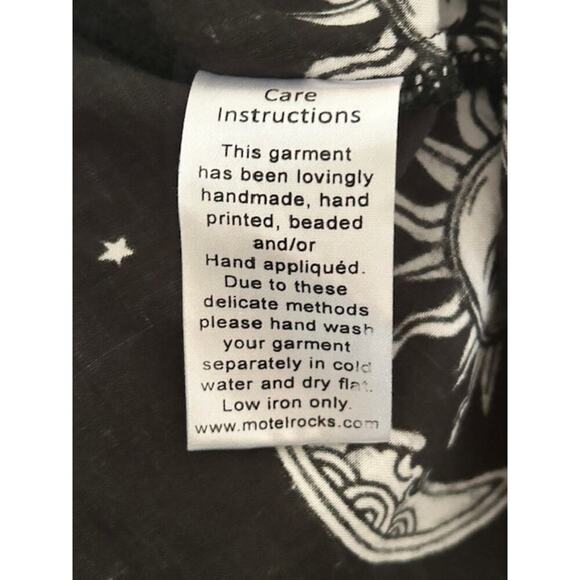 Care
Instructions
This garment
has been lovingly
handmade, hand
printed, beaded
and/or
Hand appliquéd.
Due to these
delicate methods
please hand wash
your garment
separately in cold
water and dry flat.
Low iron only.
www.motelrocks.com